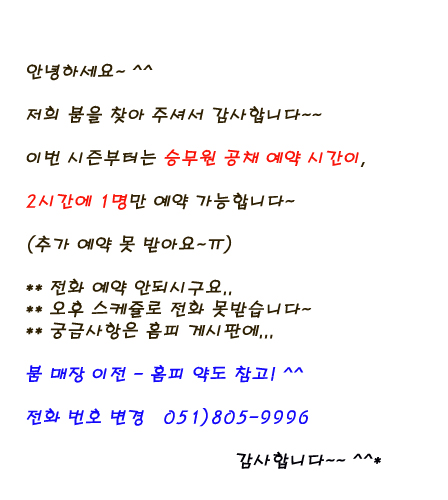 안녕하세요~ ^^
저희 붐을 찾아 주셔서 감사합니다~~
이번 시즌부터는 승무원 공채 예약 시간이,
2시간에 1명만 예약 가능합니다~
(추가 예약 못 받아요~ㅠ)
** 전화 예약 안되시구요..
** 오후 스케쥴로 전화 못받습니다~
** 궁금사항은 홈피 게시판에...
붐 매장 이전 - 홈피 약도 참고! ^^
전화 번호 변경 051)805-9996
감사합니다~~ ^^*